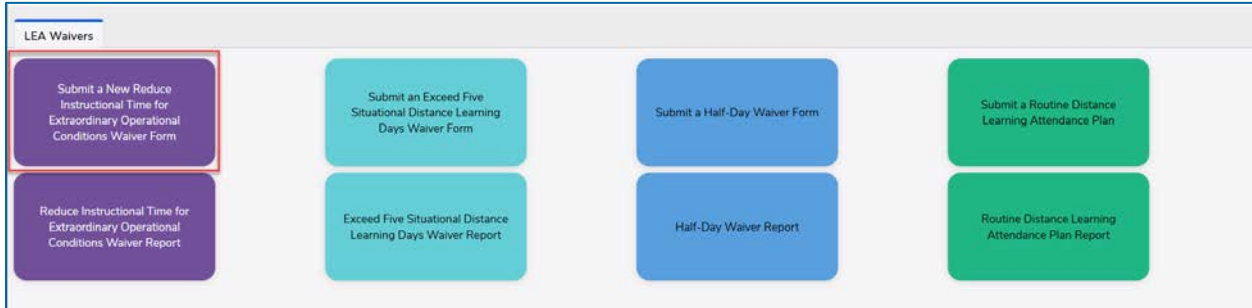 LEA Waivers
Submit a New Reduce
Instructional Time for
Extraordinary Operational
Conditions Waiver Form
Submit an Exceed Five
Situational Distance Learning
Days Waiver Form
Submit a Half-Day Waiver Form
Submit a Routine Distance
Learning Attendance Plan
Reduce Instructional Time for
Extraordinary Operational
Conditions Waiver Report
Exceed Five Situational Distance
Learning Days Waiver Report
Half-Day Waiver Report
Routine Distance Learning
Attendance Plan Report